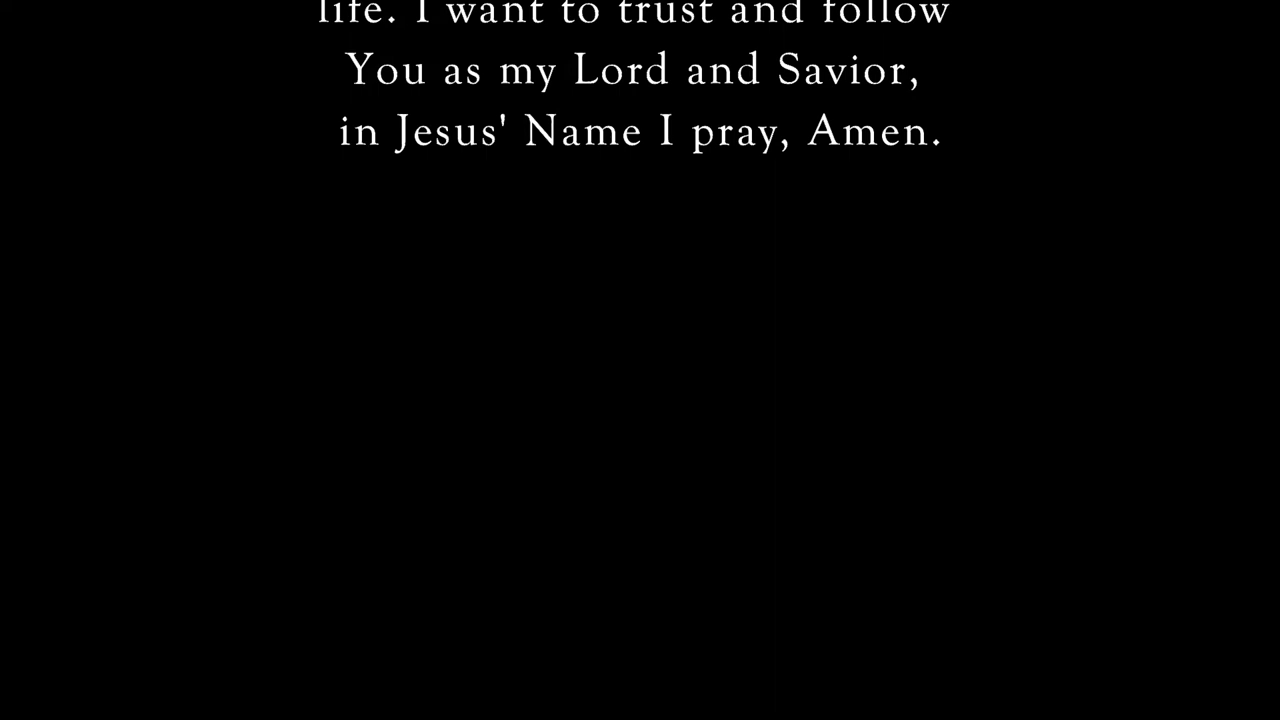 life. I want to trust and follow
You as my Lord and Savior,
in Jesus' Name I pray, Amen.